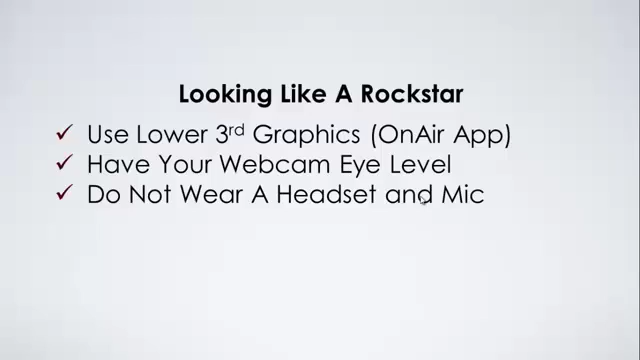 Looking Like A Rockstar
✓ Use Lower 3rd Graphics (OnAir App)
✓ Have Your Webcam Eye Level
✓ Do Not Wear A Headset and Mic